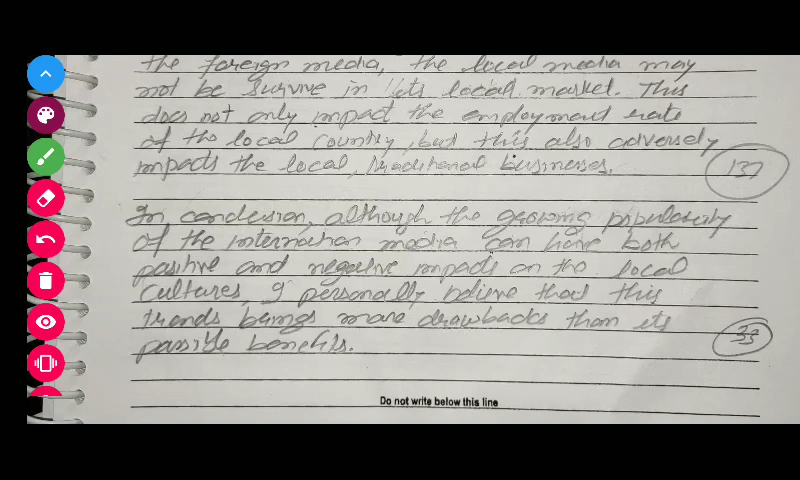 the foreign media, the local media may
not be survive in its local market. This
does not only impact the employment rate
of the local country, but this also adversely
impacts the local, traditional businesses.
137
In conclusion, although the growing popularity
of the internation media can have both
positive and negative impacts on the local
cultures, I personally believe that this
trends brings more drawbacks than its
33
possible benefits.
Do not write below this line